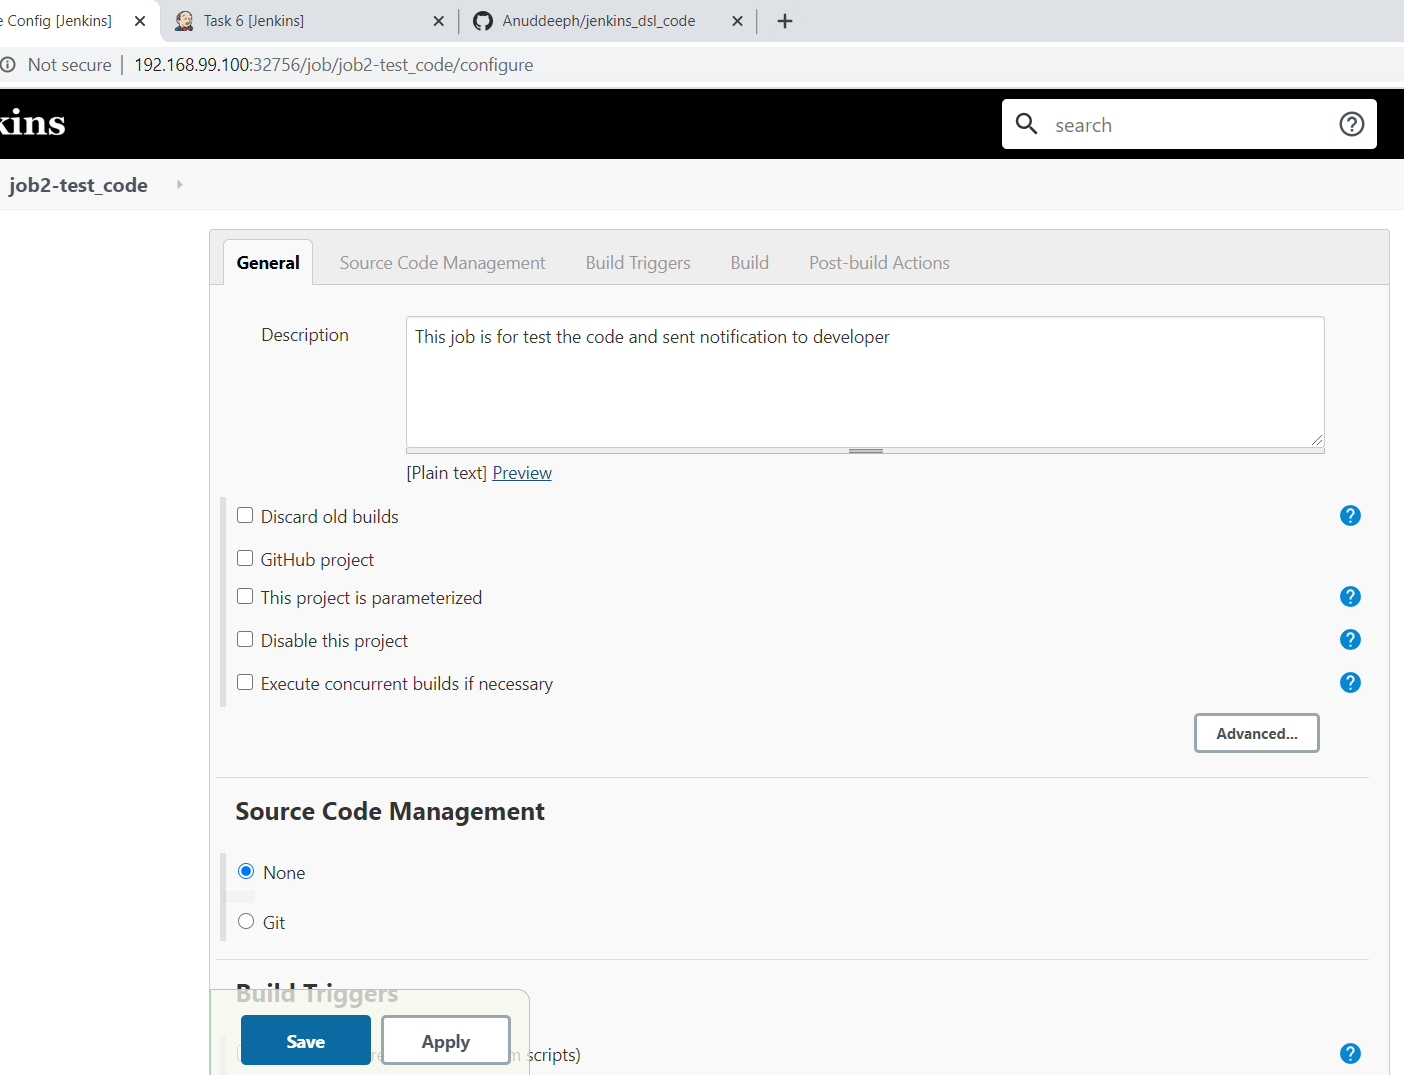 e Config [Jenkins]
Task 6 [Jenkins]
Anuddeeph/jenkins_dsl_code
Not secure
192.168.99.100:32756/job/job2-test_code/configure
kins
search
job2-test_code
General
Source Code Management
Build Triggers
Build
Post-build Actions
Description
This job is for test the code and sent notification to developer
[Plain text] Preview
Discard old builds
GitHub project
This project is parameterized
Disable this project
Execute concurrent builds if necessary
Advanced...
Source Code Management
None
Git
Build Triggers
Save
Apply
scripts)